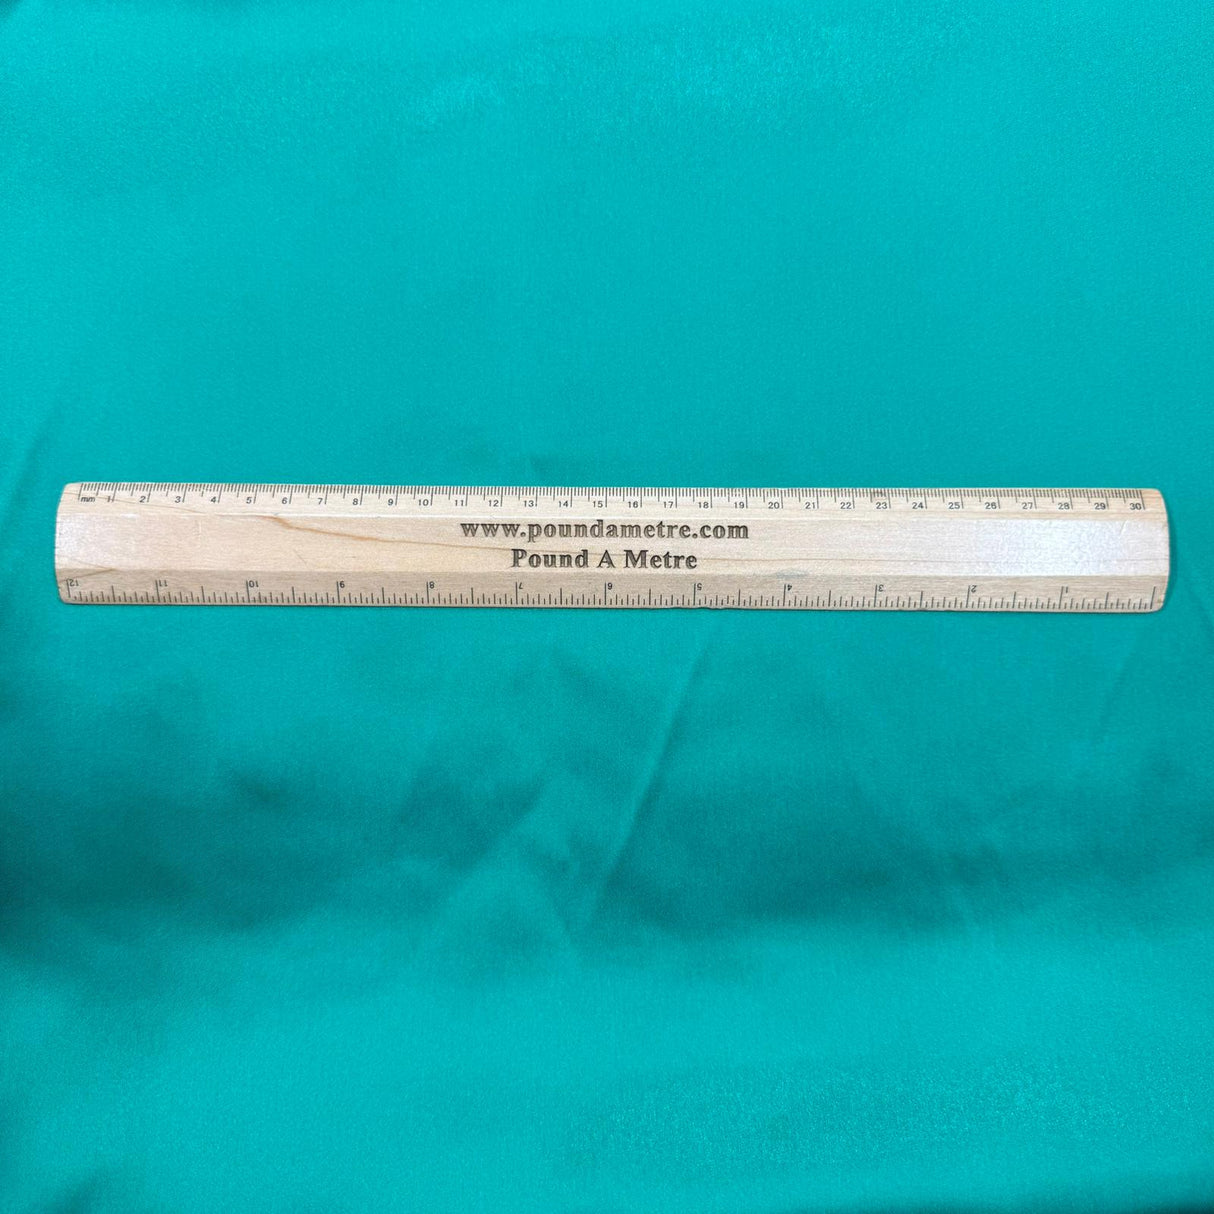 mm 1 2 3 4 5 6 7 8 9 10 11 12 13 14 15 16 17 18 19 20 21 22 23 24 25 26 27 28 29 30
www.poundametre.com
Pound A Metre
12 11 10 9 8 7 6 5 4 3 2 1